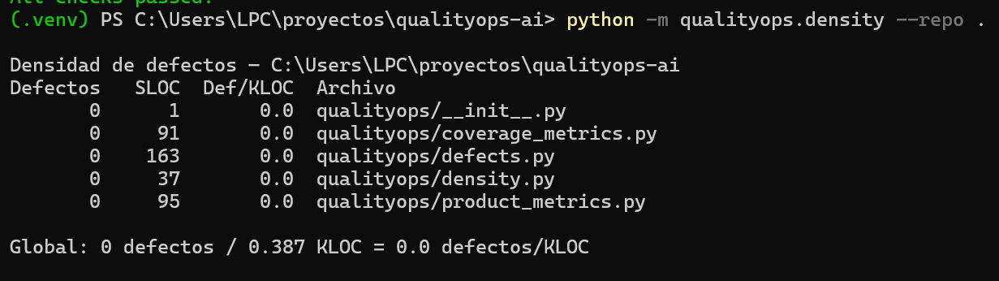 All checks passed!
(.venv) PS C:\Users\LPC\proyectos\qualityops-ai> python -m qualityops.density --repo .
Densidad de defectos — C:\Users\LPC\proyectos\qualityops-ai
Defectos SLOC Def/KLOC Archivo
0 1 0.0 qualityops/__init__.py
0 91 0.0 qualityops/coverage_metrics.py
0 163 0.0 qualityops/defects.py
0 37 0.0 qualityops/density.py
0 95 0.0 qualityops/product_metrics.py
Global: 0 defectos / 0.387 KLOC = 0.0 defectos/KLOC